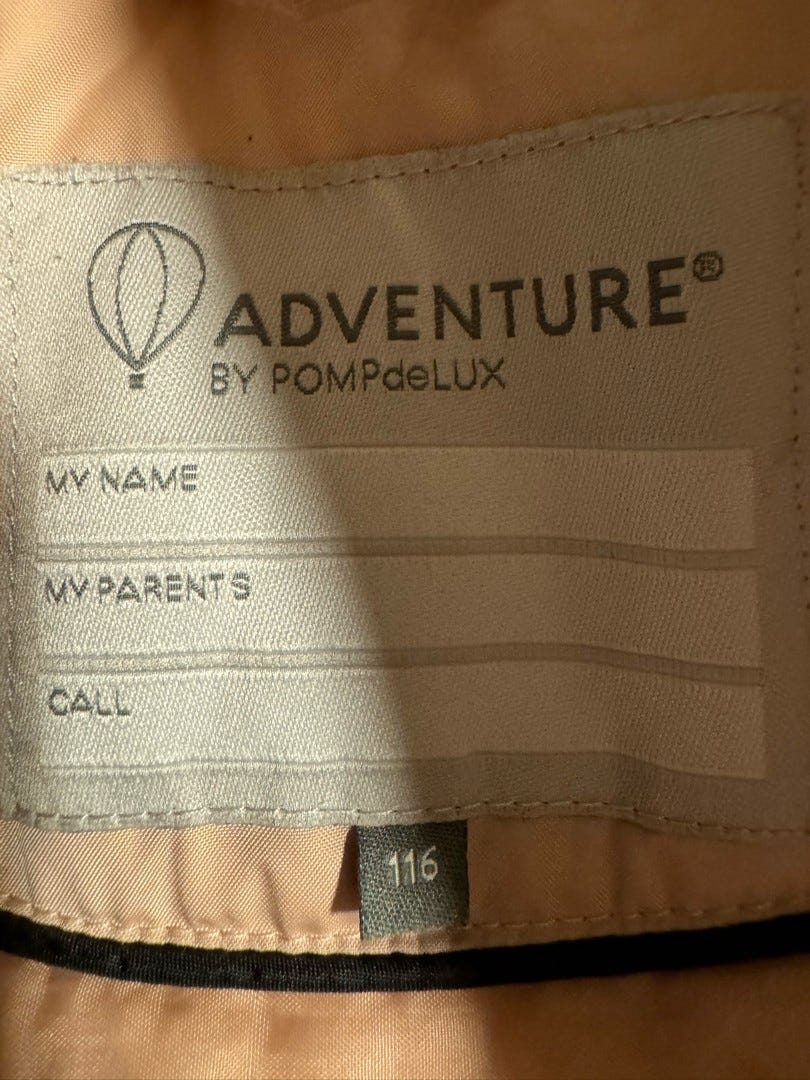 ADVENTURE®
BY POMPdeLUX
MY NAME
MY PARENTS
CALL
116